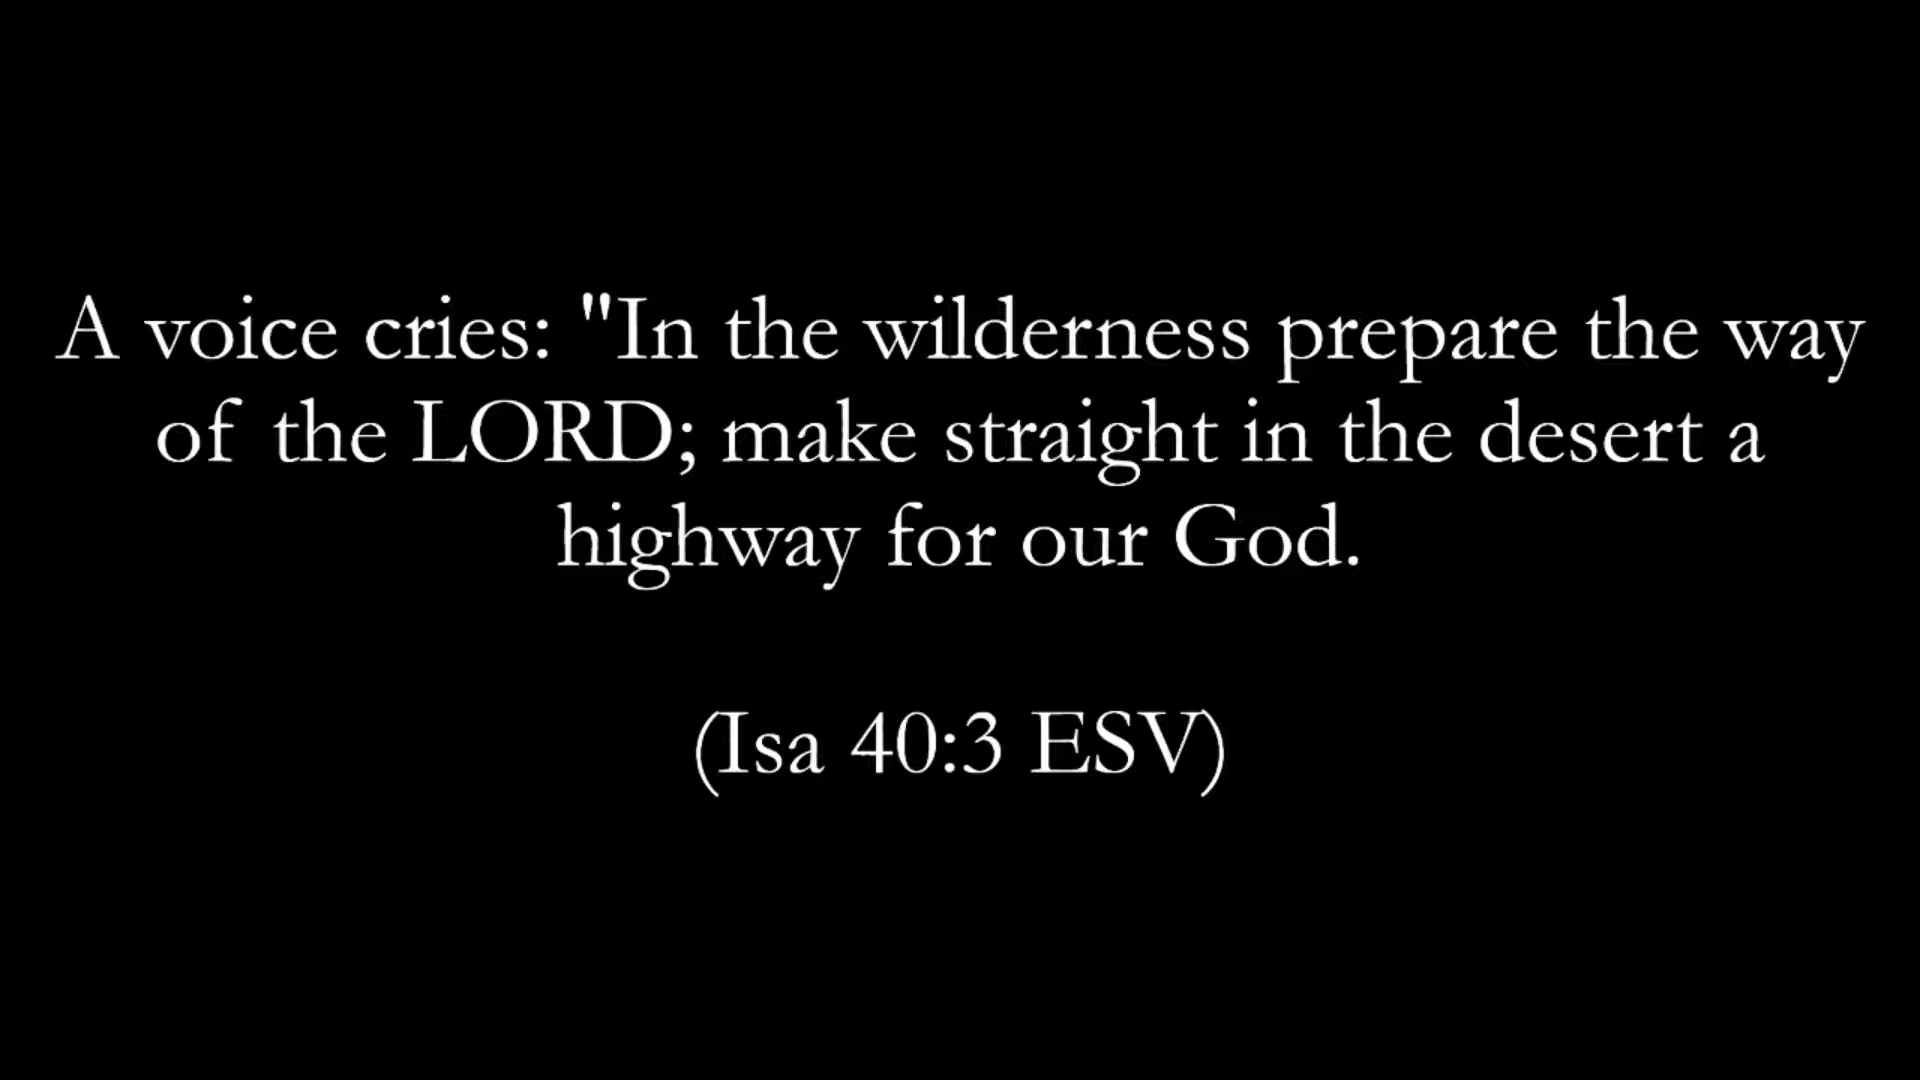 A voice cries: "In the wilderness prepare the way
of the LORD; make straight in the desert a
highway for our God.
(Isa 40:3 ESV)